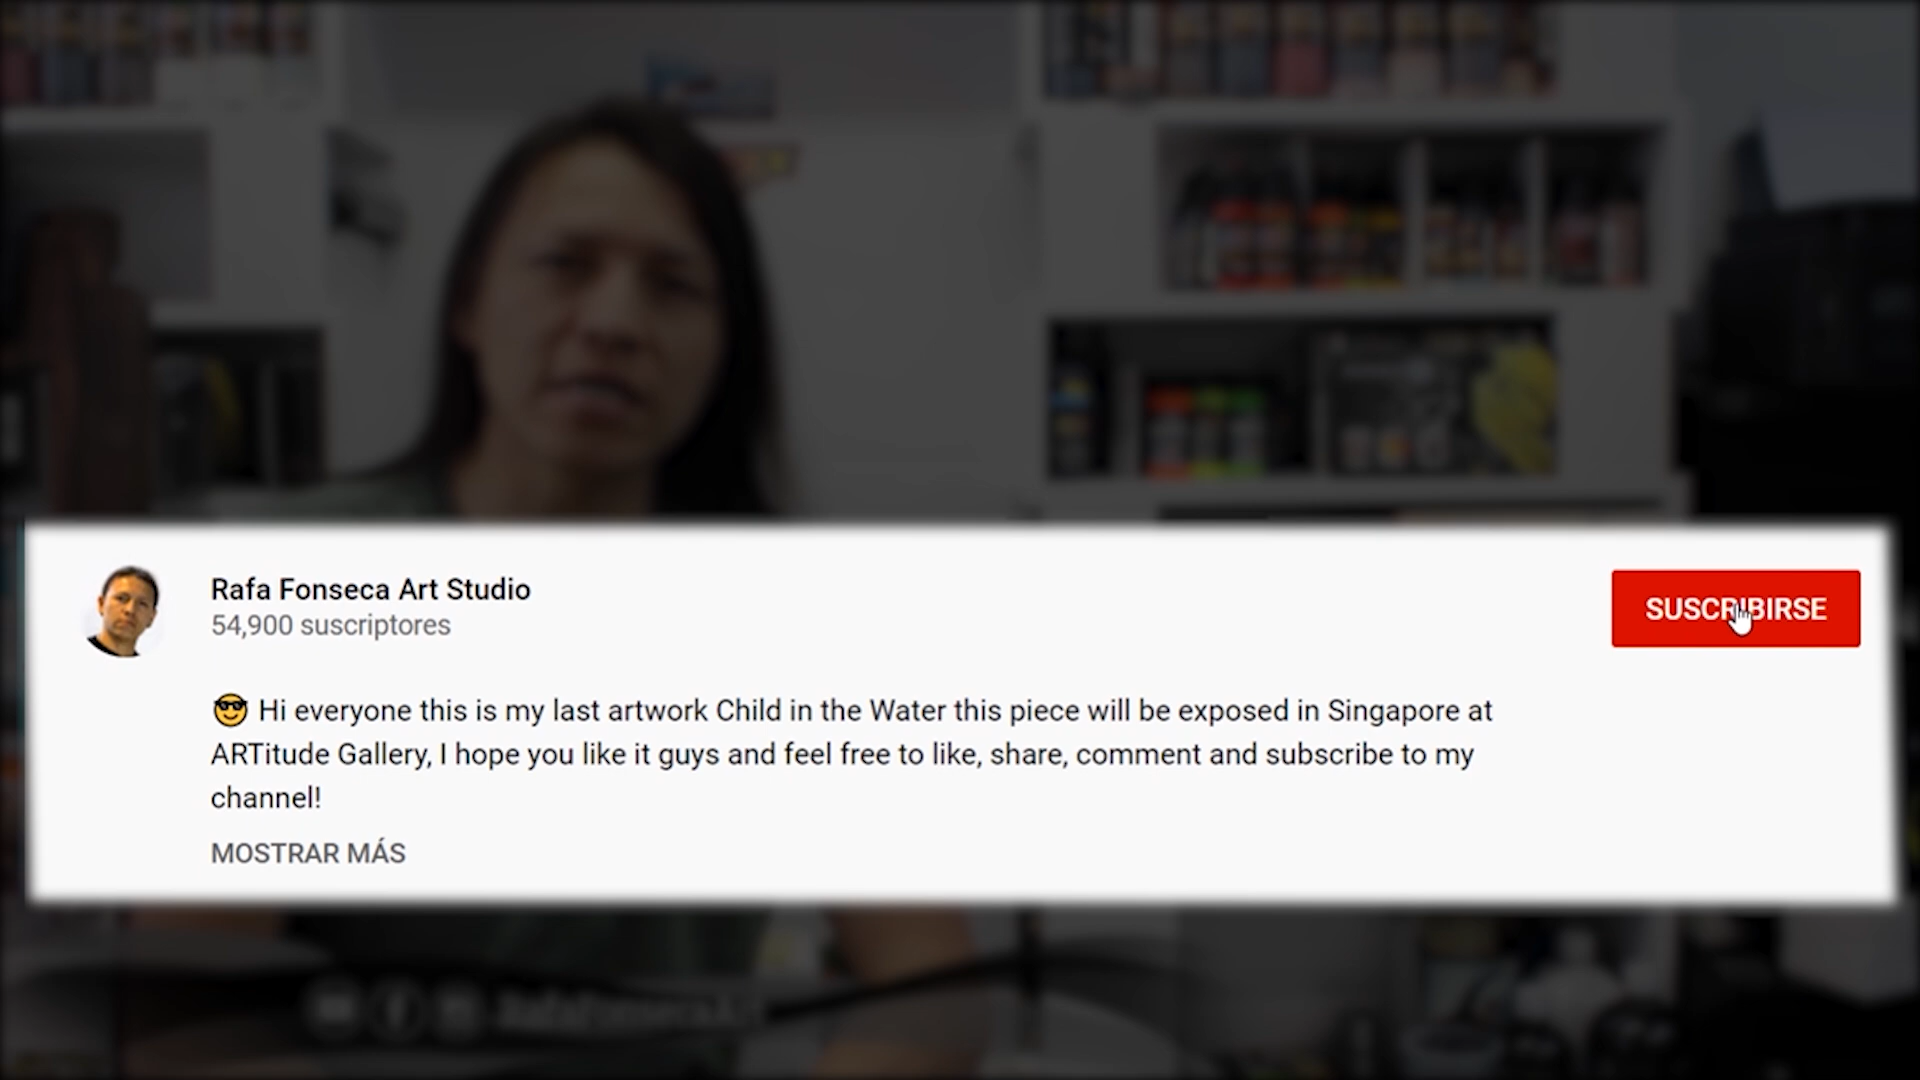 Rafa Fonseca Art Studio
54,900 suscriptores
SUSCRIBIRSE
😎 Hi everyone this is my last artwork Child in the Water this piece will be exposed in Singapore at
ARTitude Gallery, I hope you like it guys and feel free to like, share, comment and subscribe to my
channel!
MOSTRAR MÁS